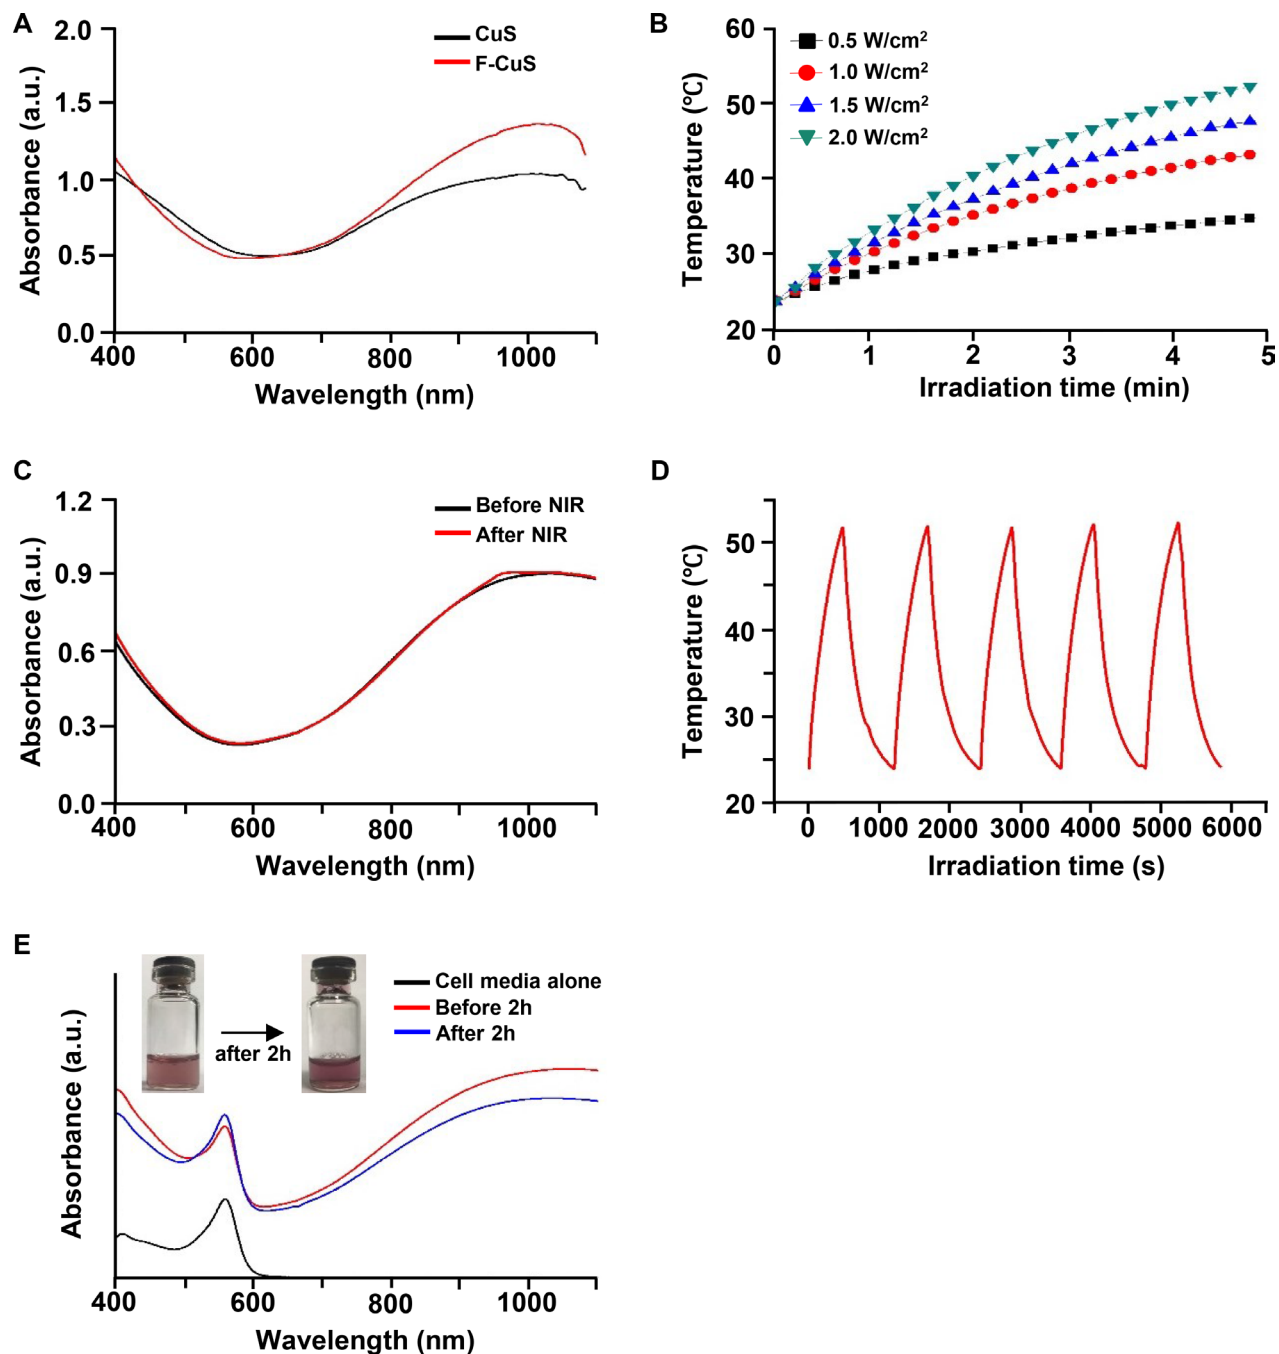 A
2.0
1.5
1.0
0.5
0.0
Absorbance (a.u.)
CuS
F-CuS
400
600
800
1000
Wavelength (nm)
B
60
50
40
30
20
Temperature (℃)
0.5 W/cm²
1.0 W/cm²
1.5 W/cm²
2.0 W/cm²
0
1
2
3
4
5
Irradiation time (min)
C
1.2
0.9
0.6
0.3
0.0
Absorbance (a.u.)
Before NIR
After NIR
400
600
800
1000
Wavelength (nm)
D
50
40
30
20
Temperature (℃)
0
1000
2000
3000
4000
5000
6000
Irradiation time (s)
E
Absorbance (a.u.)
after 2h
Cell media alone
Before 2h
After 2h
400
600
800
1000
Wavelength (nm)